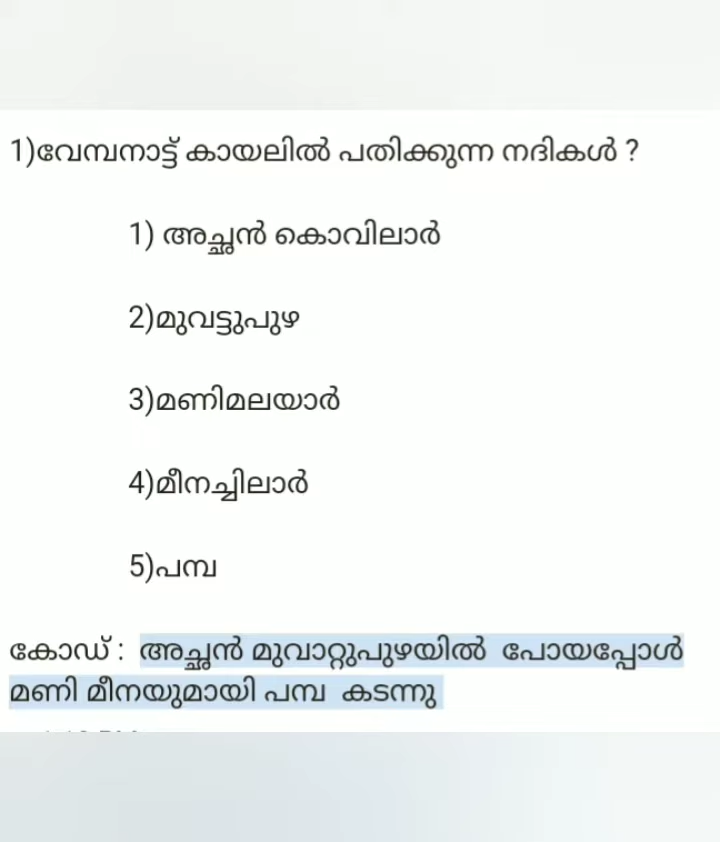 1)വേമ്പനാട്ട് കായലിൽ പതിക്കുന്ന നദികൾ ?
1) അച്ഛൻ കൊവിലാർ
2)മുവട്ടുപുഴ
3)മണിമലയാർ
4)മീനച്ചിലാർ
5)പമ്പ
കോഡ് : അച്ഛൻ മുവാറ്റുപുഴയിൽ പോയപ്പോൾ
മണി മീനയുമായി പമ്പ കടന്നു